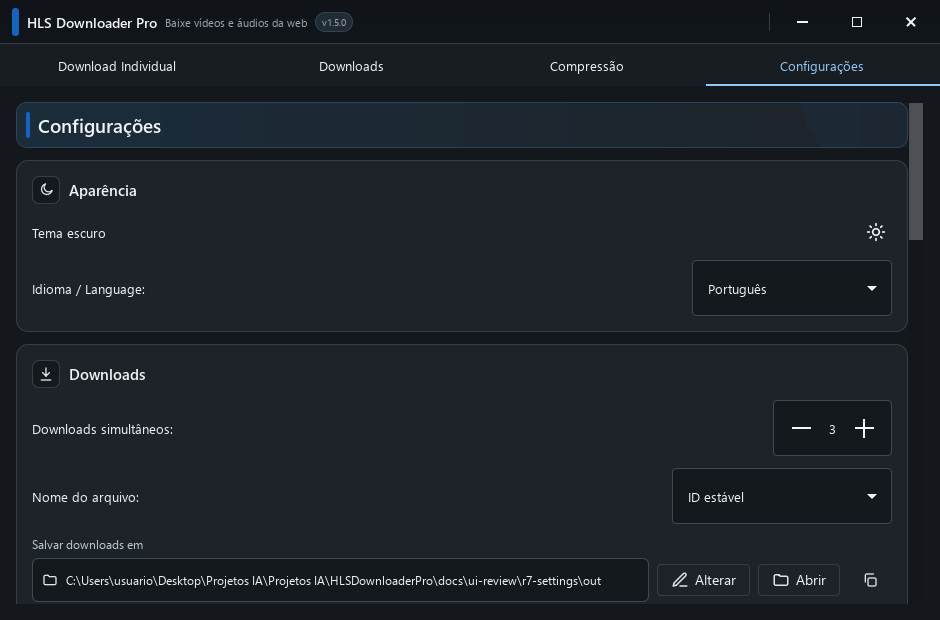 HLS Downloader Pro Baixe vídeos e áudios da web v1.5.0
Download Individual Downloads Compressão Configurações
Configurações
Aparência
Tema escuro
Idioma / Language: Português
Downloads
Downloads simultâneos: 3
Nome do arquivo: ID estável
Salvar downloads em
C:\Users\usuario\Desktop\Projetos IA\Projetos IA\HLSDownloaderPro\docs\ui-review\r7-settings\out Alterar Abrir